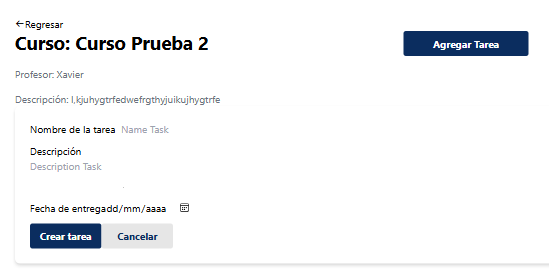 ←Regresar
Curso: Curso Prueba 2
Agregar Tarea
Profesor: Xavier
Descripción: l,kjuhygtrfedwefrgthyjuikujhygtrfe
Nombre de la tarea Name Task
Descripción
Description Task
Fecha de entregadd/mm/aaaa
Crear tarea Cancelar